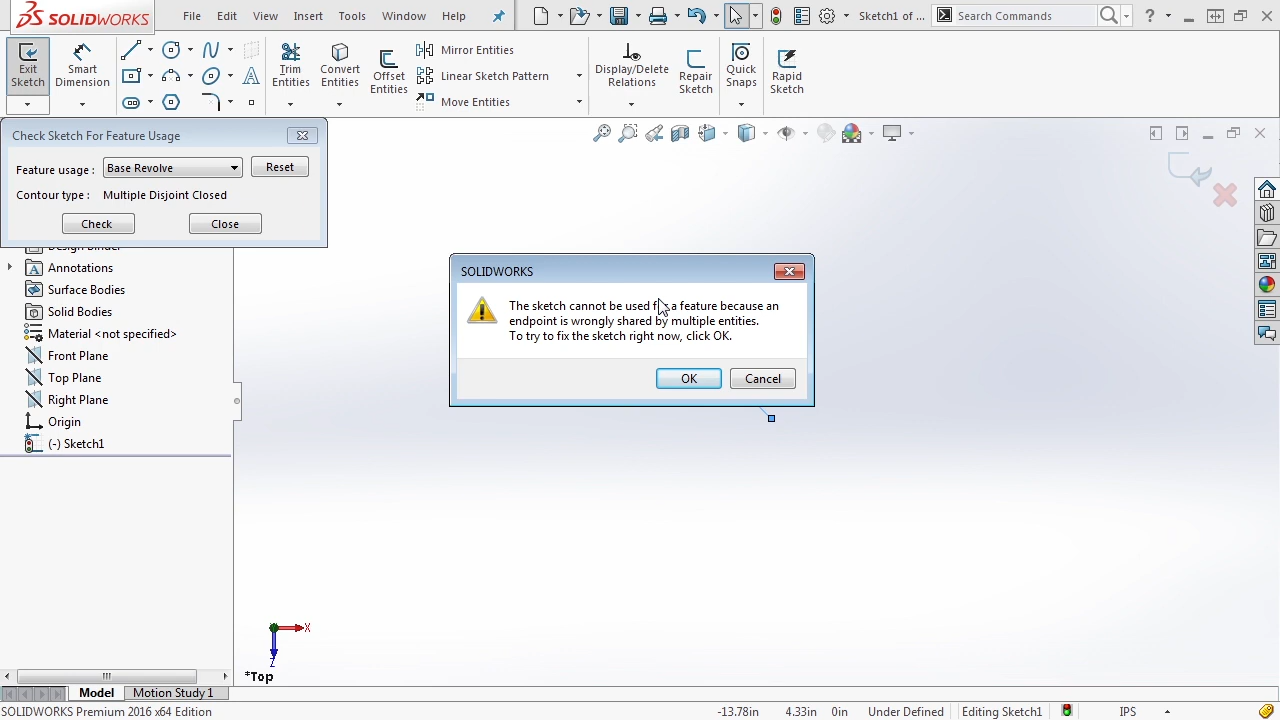 SOLIDWORKS
File Edit View Insert Tools Window Help
Sketch1 of ...
Search Commands
Exit Sketch
Smart Dimension
Trim Entities
Convert Entities
Offset Entities
Mirror Entities
Linear Sketch Pattern
Move Entities
Display/Delete Relations
Repair Sketch
Quick Snaps
Rapid Sketch
Check Sketch For Feature Usage
Feature usage : Base Revolve Reset
Contour type : Multiple Disjoint Closed
Check Close
Design Binder
Annotations
Surface Bodies
Solid Bodies
Material <not specified>
Front Plane
Top Plane
Right Plane
Origin
(-) Sketch1
SOLIDWORKS
The sketch cannot be used for a feature because an
endpoint is wrongly shared by multiple entities.
To try to fix the sketch right now, click OK.
OK Cancel
X
Z
*Top
Model Motion Study 1
SOLIDWORKS Premium 2016 x64 Edition -13.78in 4.33in 0in Under Defined Editing Sketch1 IPS